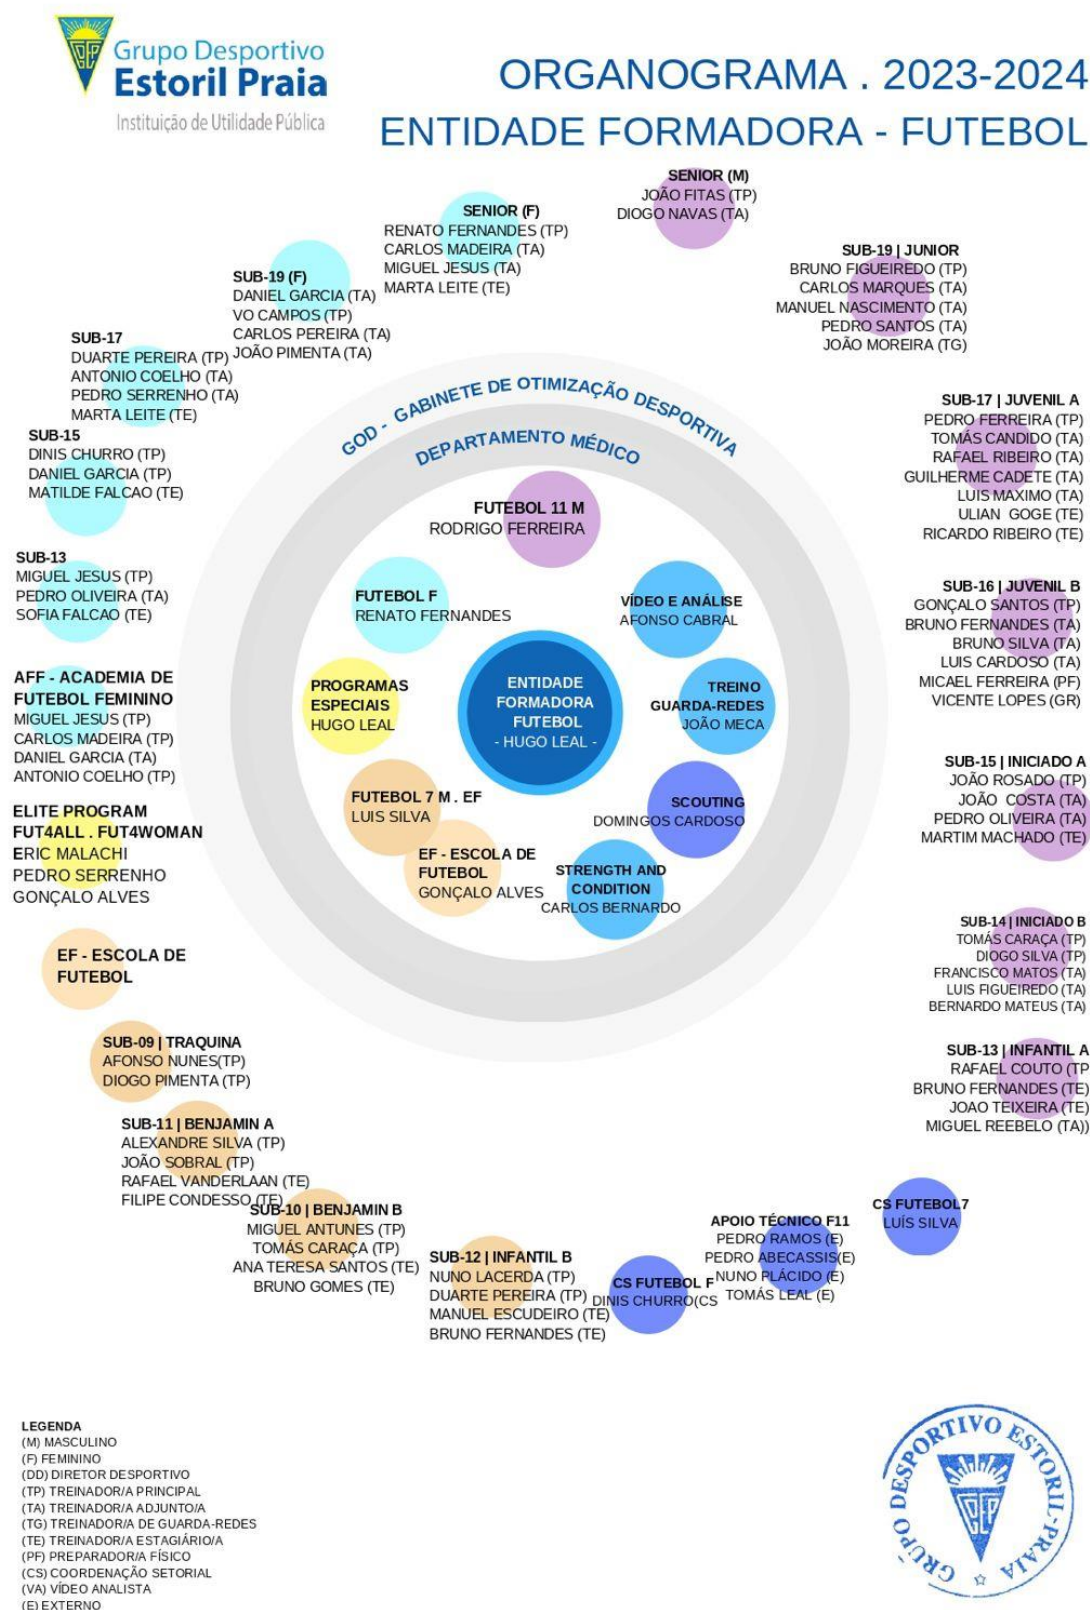 Grupo Desportivo
Estoril Praia
Instituição de Utilidade Pública
ORGANOGRAMA . 2023-2024
ENTIDADE FORMADORA - FUTEBOL
SENIOR (M)
JOÃO FITAS (TP)
DIOGO NAVAS (TA)
SENIOR (F)
RENATO FERNANDES (TP)
CARLOS MADEIRA (TA)
MIGUEL JESUS (TA)
MARTA LEITE (TE)
SUB-19 | JUNIOR
BRUNO FIGUEIREDO (TP)
CARLOS MARQUES (TA)
MANUEL NASCIMENTO (TA)
PEDRO SANTOS (TA)
JOÃO MOREIRA (TG)
SUB-19 (F)
DANIEL GARCIA (TA)
VO CAMPOS (TP)
CARLOS PEREIRA (TA)
JOÃO PIMENTA (TA)
SUB-17
DUARTE PEREIRA (TP)
ANTONIO COELHO (TA)
PEDRO SERRENHO (TA)
MARTA LEITE (TE)
SUB-15
DINIS CHURRO (TP)
DANIEL GARCIA (TP)
MATILDE FALCAO (TE)
SUB-13
MIGUEL JESUS (TP)
PEDRO OLIVEIRA (TA)
SOFIA FALCAO (TE)
AFF - ACADEMIA DE
FUTEBOL FEMININO
MIGUEL JESUS (TP)
CARLOS MADEIRA (TP)
DANIEL GARCIA (TA)
ANTONIO COELHO (TP)
ELITE PROGRAM
FUT4ALL . FUT4WOMAN
ERIC MALACHI
PEDRO SERRENHO
GONÇALO ALVES
EF - ESCOLA DE
FUTEBOL
GOD - GABINETE DE OTIMIZAÇÃO DESPORTIVA
DEPARTAMENTO MÉDICO
FUTEBOL 11 M
RODRIGO FERREIRA
FUTEBOL F
RENATO FERNANDES
VÍDEO E ANÁLISE
AFONSO CABRAL
PROGRAMAS
ESPECIAIS
HUGO LEAL
ENTIDADE
FORMADORA
FUTEBOL
- HUGO LEAL -
TREINO
GUARDA-REDES
JOÃO MECA
FUTEBOL 7 M . EF
LUIS SILVA
SCOUTING
DOMINGOS CARDOSO
EF - ESCOLA DE
FUTEBOL
GONÇALO ALVES
STRENGTH AND
CONDITION
CARLOS BERNARDO
SUB-17 | JUVENIL A
PEDRO FERREIRA (TP)
TOMÁS CANDIDO (TA)
RAFAEL RIBEIRO (TA)
GUILHERME CADETE (TA)
LUIS MAXIMO (TA)
ULIAN GOGE (TE)
RICARDO RIBEIRO (TE)
SUB-16 | JUVENIL B
GONÇALO SANTOS (TP)
BRUNO FERNANDES (TA)
BRUNO SILVA (TA)
LUIS CARDOSO (TA)
MICAEL FERREIRA (PF)
VICENTE LOPES (GR)
SUB-15 | INICIADO A
JOÃO ROSADO (TP)
JOÃO COSTA (TA)
PEDRO OLIVEIRA (TA)
MARTIM MACHADO (TE)
SUB-14 | INICIADO B
TOMÁS CARAÇA (TP)
DIOGO SILVA (TP)
FRANCISCO MATOS (TA)
LUIS FIGUEIREDO (TA)
BERNARDO MATEUS (TA)
SUB-13 | INFANTIL A
RAFAEL COUTO (TP
BRUNO FERNANDES (TE)
JOAO TEIXEIRA (TE)
MIGUEL REEBELO (TA))
SUB-09 | TRAQUINA
AFONSO NUNES(TP)
DIOGO PIMENTA (TP)
SUB-11 | BENJAMIN A
ALEXANDRE SILVA (TP)
JOÃO SOBRAL (TP)
RAFAEL VANDERLAAN (TE)
FILIPE CONDESSO (TE)
SUB-10 | BENJAMIN B
MIGUEL ANTUNES (TP)
TOMÁS CARAÇA (TP)
ANA TERESA SANTOS (TE)
BRUNO GOMES (TE)
SUB-12 | INFANTIL B
NUNO LACERDA (TP)
DUARTE PEREIRA (TP)
MANUEL ESCUDEIRO (TE)
BRUNO FERNANDES (TE)
CS FUTEBOL F
DINIS CHURRO(CS
APOIO TÉCNICO F11
PEDRO RAMOS (E)
PEDRO ABECASSIS(E)
NUNO PLÁCIDO (E)
TOMÁS LEAL (E)
CS FUTEBOL7
LUÍS SILVA
LEGENDA
(M) MASCULINO
(F) FEMININO
(DD) DIRETOR DESPORTIVO
(TP) TREINADOR/A PRINCIPAL
(TA) TREINADOR/A ADJUNTO/A
(TG) TREINADOR/A DE GUARDA-REDES
(TE) TREINADOR/A ESTAGIÁRIO/A
(PF) PREPARADOR/A FÍSICO
(CS) COORDENAÇÃO SETORIAL
(VA) VÍDEO ANALISTA
(E) EXTERNO
GRUPO DESPORTIVO ESTORIL-PRAIA